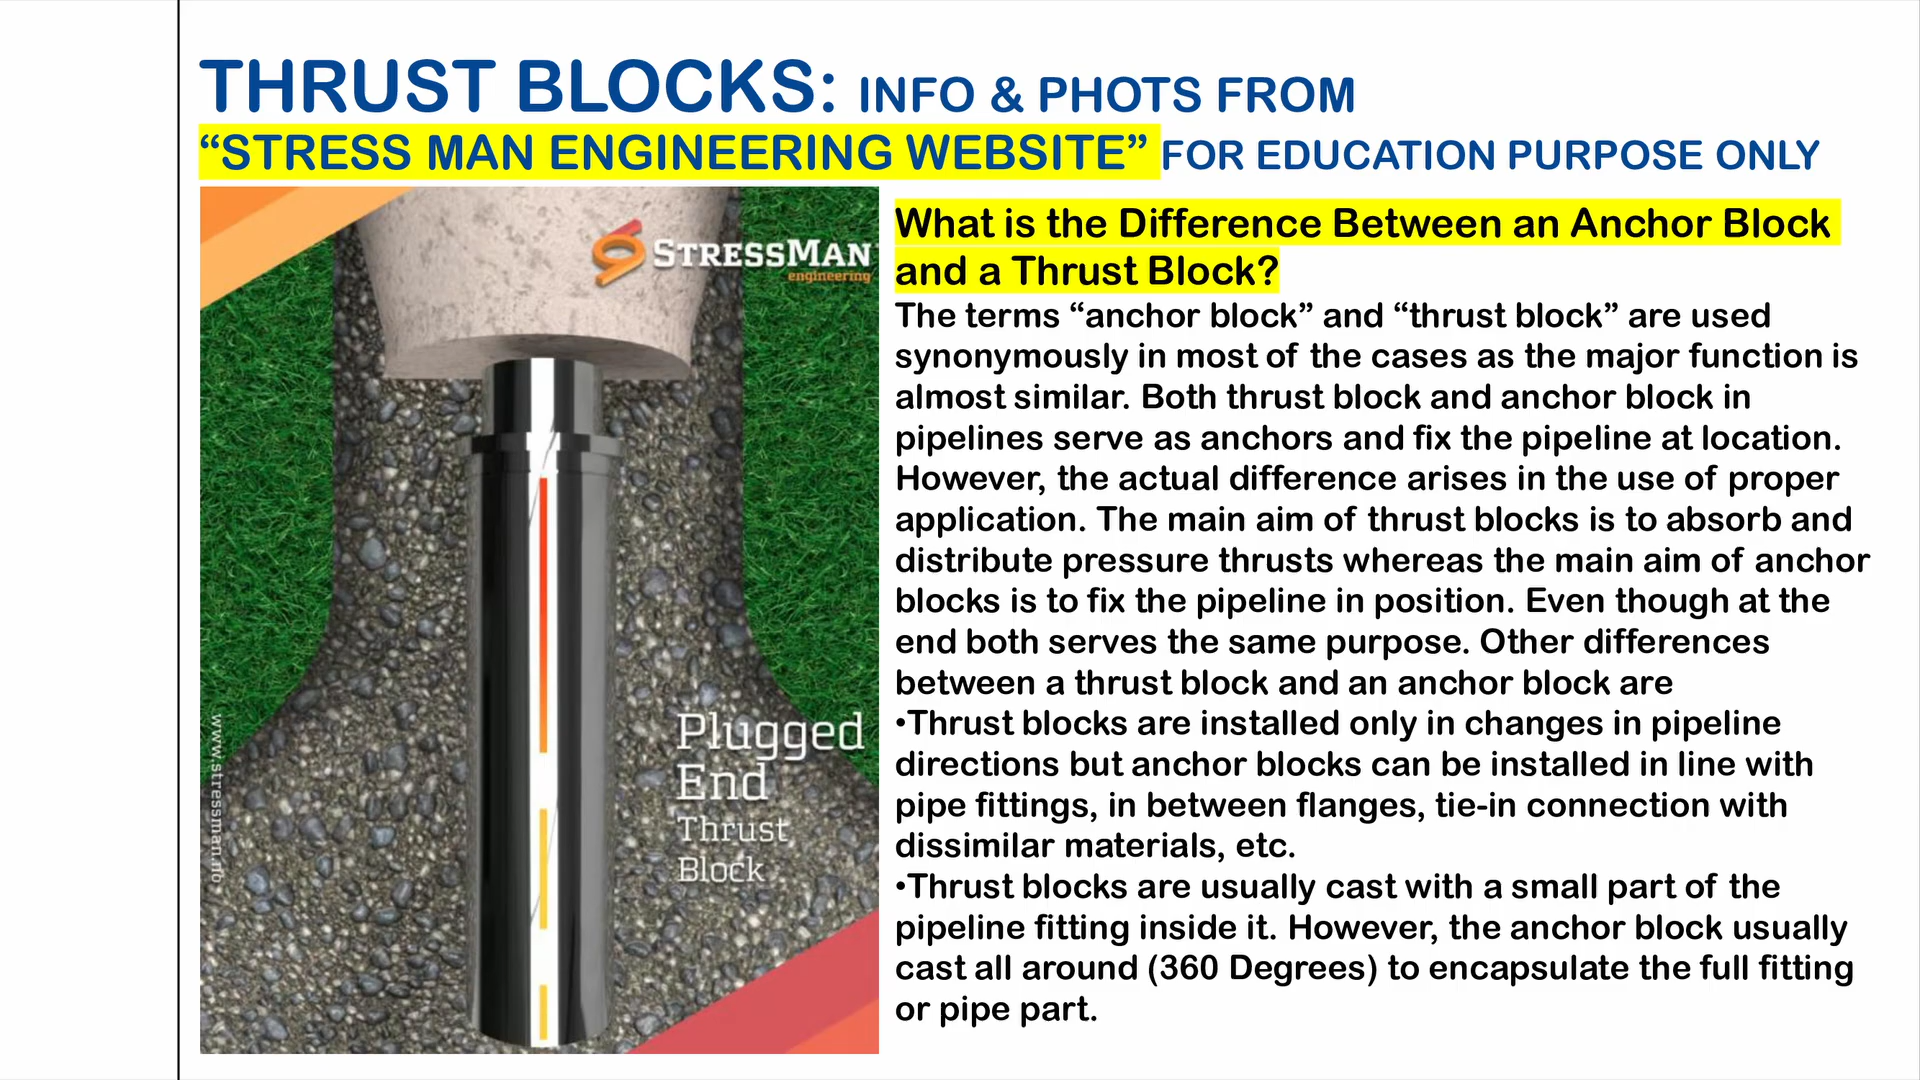 THRUST BLOCKS: INFO & PHOTS FROM
“STRESS MAN ENGINEERING WEBSITE” FOR EDUCATION PURPOSE ONLY
STRESSMAN
engineering
Plugged
End
Thrust
Block
www.stressman.no
What is the Difference Between an Anchor Block
and a Thrust Block?
The terms “anchor block” and “thrust block” are used
synonymously in most of the cases as the major function is
almost similar. Both thrust block and anchor block in
pipelines serve as anchors and fix the pipeline at location.
However, the actual difference arises in the use of proper
application. The main aim of thrust blocks is to absorb and
distribute pressure thrusts whereas the main aim of anchor
blocks is to fix the pipeline in position. Even though at the
end both serves the same purpose. Other differences
between a thrust block and an anchor block are
•Thrust blocks are installed only in changes in pipeline
directions but anchor blocks can be installed in line with
pipe fittings, in between flanges, tie-in connection with
dissimilar materials, etc.
•Thrust blocks are usually cast with a small part of the
pipeline fitting inside it. However, the anchor block usually
cast all around (360 Degrees) to encapsulate the full fitting
or pipe part.